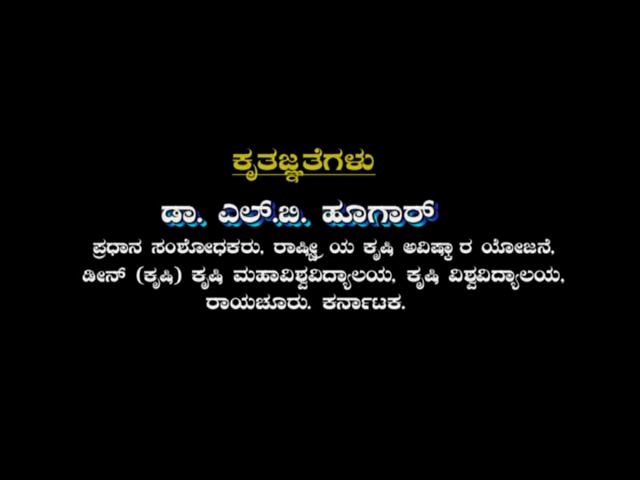 ಕೃತಜ್ಞತೆಗಳು
ಡಾ. ಎಲ್.ಬಿ. ಹೂಗಾರ್
ಪ್ರಧಾನ ಸಂಶೋಧಕರು, ರಾಷ್ಟ್ರೀಯ ಕೃಷಿ ಅವಿಷ್ಕಾರ ಯೋಜನೆ,
ಡೀನ್ (ಕೃಷಿ) ಕೃಷಿ ಮಹಾವಿಶ್ವವಿದ್ಯಾಲಯ, ಕೃಷಿ ವಿಶ್ವವಿದ್ಯಾಲಯ,
ರಾಯಚೂರು. ಕರ್ನಾಟಕ.